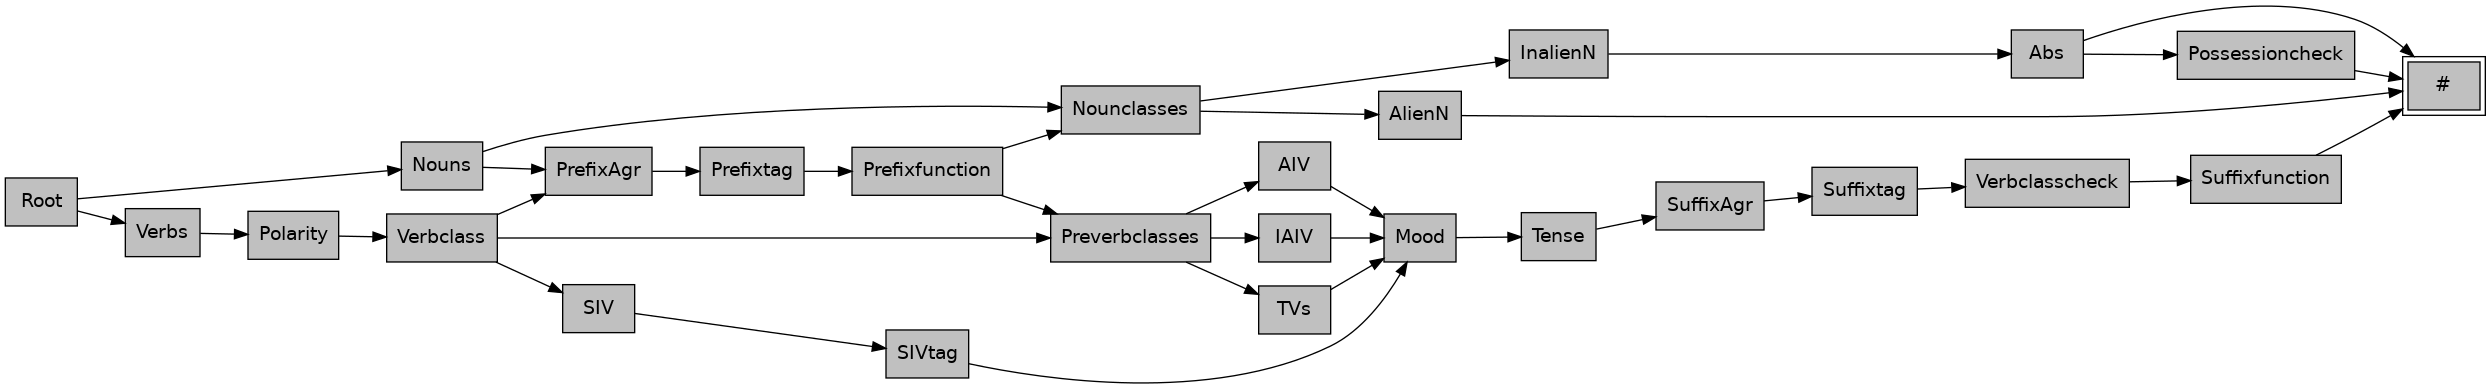 Root
Nouns
Verbs
Polarity
Verbclass
PrefixAgr
Prefixtag
Prefixfunction
SIV
SIVtag
Nounclasses
Preverbclasses
AIV
IAIV
TVs
AlienN
InalienN
Mood
Tense
SuffixAgr
Suffixtag
Verbclasscheck
Suffixfunction
Abs
Possessioncheck
#